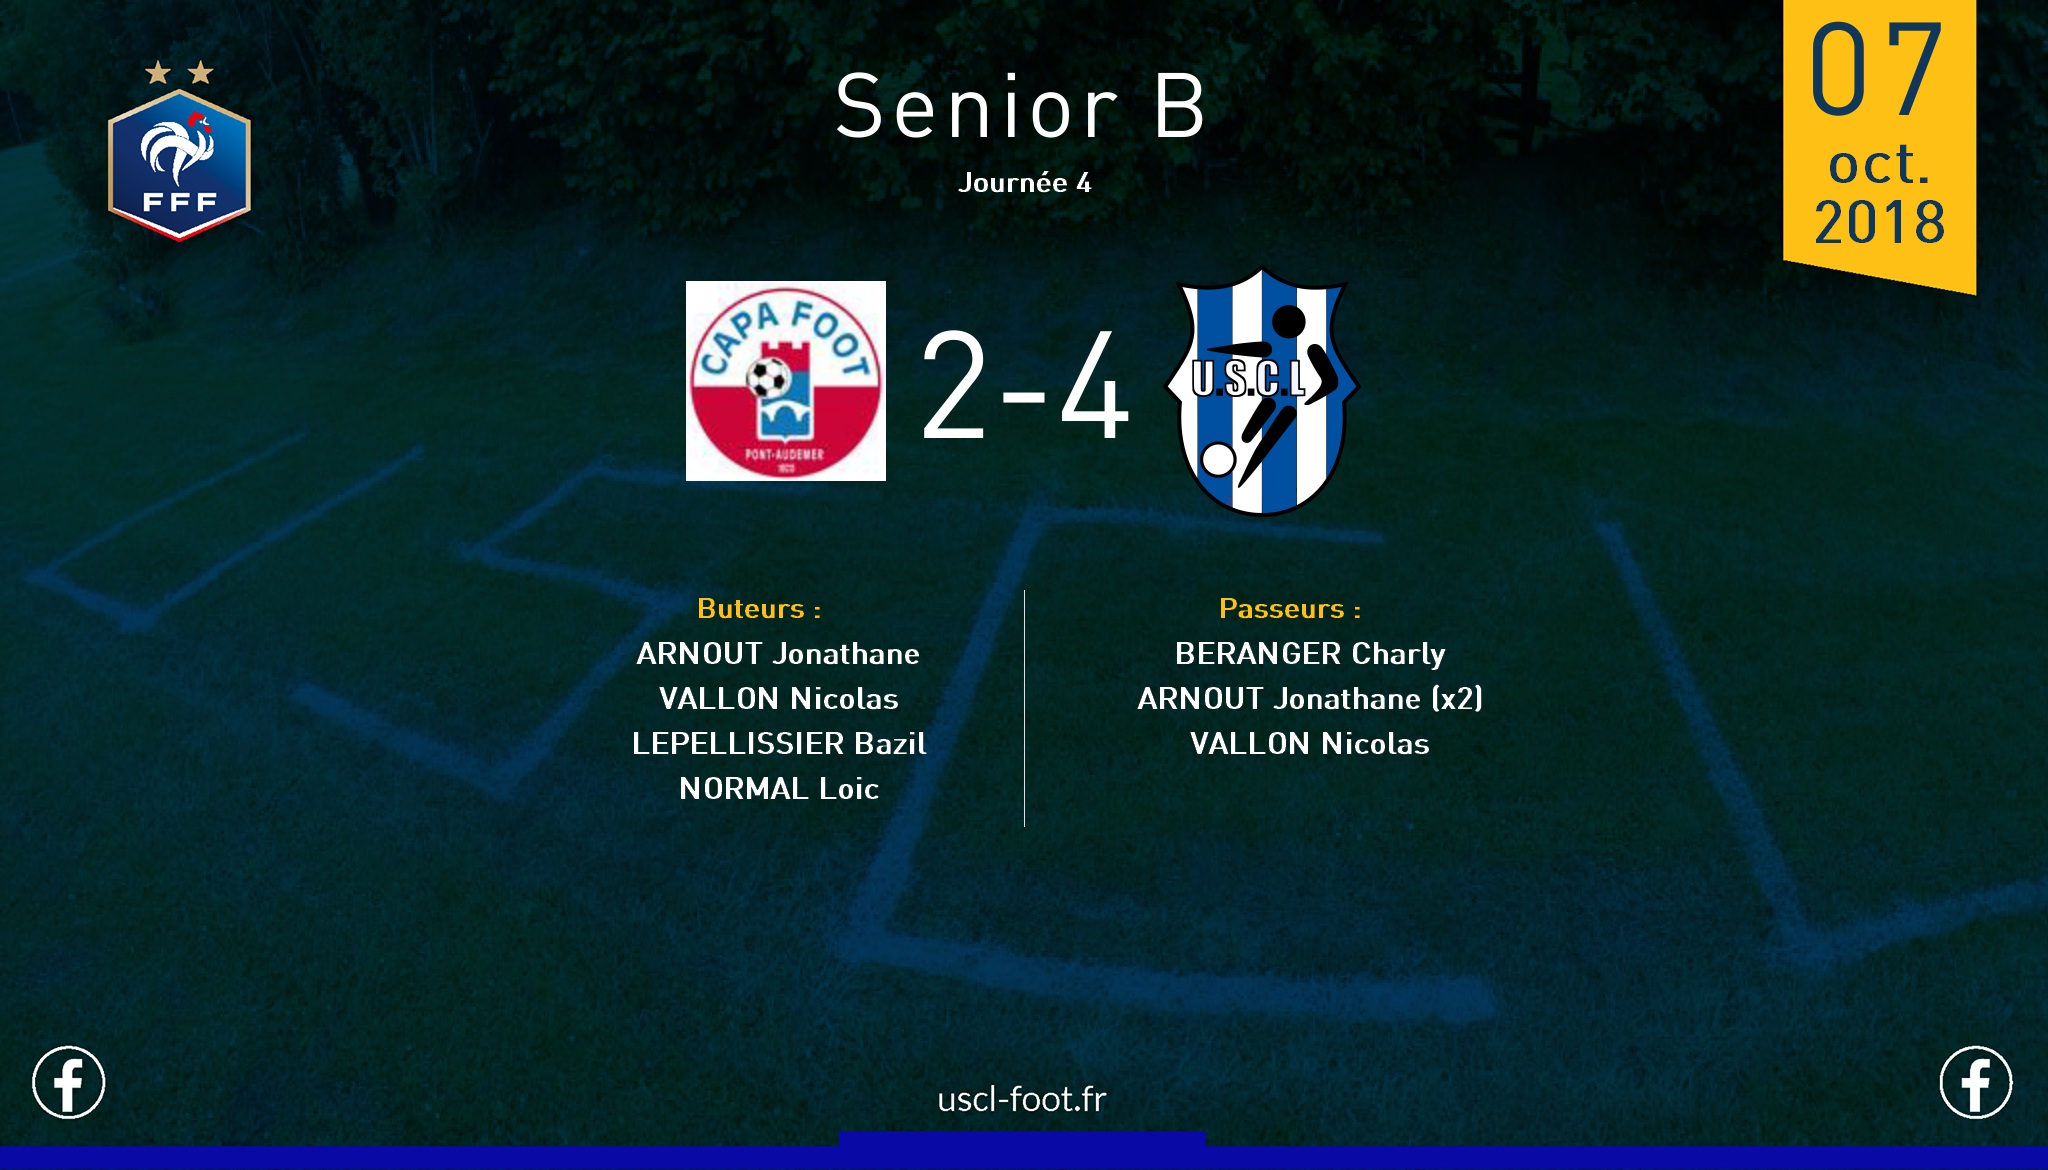 07
oct.
2018
FFF
Senior B
Journée 4
CAPA FOOT
PONT-AUDEMER
2-4
U.S.C.L
Buteurs :
ARNOUT Jonathane
VALLON Nicolas
LEPELLISSIER Bazil
NORMAL Loic
Passeurs :
BERANGER Charly
ARNOUT Jonathane (x2)
VALLON Nicolas
USCL
uscl-foot.fr